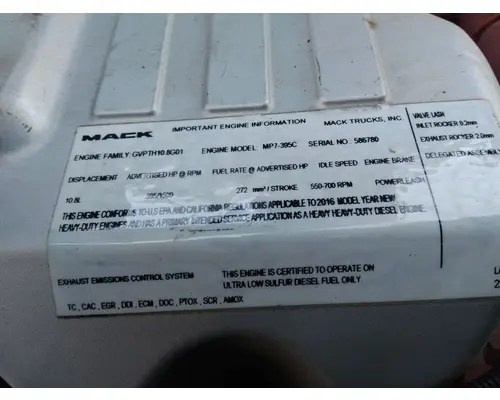 MACK IMPORTANT ENGINE INFORMATION MACK TRUCKS, INC.
ENGINE FAMILY: GVPTH10.8G01 ENGINE MODEL: MP7-395C SERIAL NO: 586780
DISPLACEMENT ADVERTISED HP @ RPM FUEL RATE @ ADVERTISED HP IDLE SPEED ENGINE BRAKE
10.8L 272 mm³/STROKE 550-700 RPM POWERLEASH
THIS ENGINE CONFORMS TO U.S EPA AND CALIFORNIA REGULATIONS APPLICABLE TO 2016 MODEL YEAR NEW
HEAVY-DUTY ENGINES AND HAS A PRIMARY INTENDED SERVICE APPLICATION AS A HEAVY HEAVY-DUTY DIESEL ENGINE.
EXHAUST EMISSIONS CONTROL SYSTEM
TC, CAC, EGR, DDI, ECM, DOC, PTOX, SCR, AMOX
THIS ENGINE IS CERTIFIED TO OPERATE ON
ULTRA LOW SULFUR DIESEL FUEL ONLY
VALVE LASH
INLET ROCKER 0.2mm
EXHAUST ROCKER 2.0mm
DELEGATED ASSEMBLY